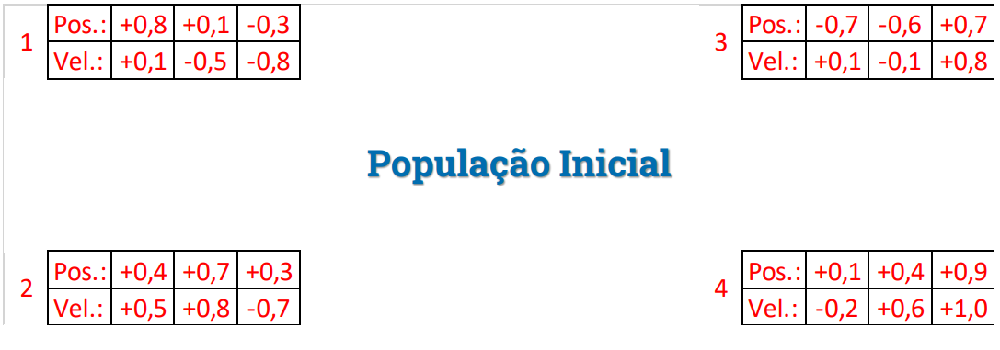 1 Pos.: +0,8 +0,1 -0,3
Vel.: +0,1 -0,5 -0,8
3 Pos.: -0,7 -0,6 +0,7
Vel.: +0,1 -0,1 +0,8
População Inicial
2 Pos.: +0,4 +0,7 +0,3
Vel.: +0,5 +0,8 -0,7
4 Pos.: +0,1 +0,4 +0,9
Vel.: -0,2 +0,6 +1,0